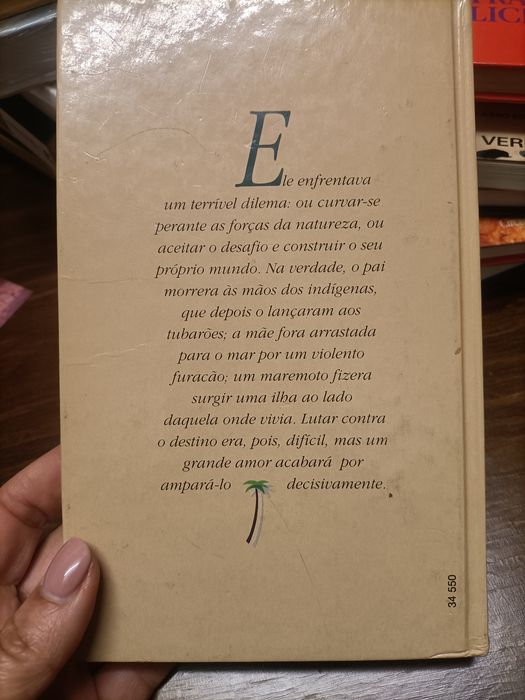 Ele enfrentava
um terrível dilema: ou curvar-se
perante as forças da natureza, ou
aceitar o desafio e construir o seu
próprio mundo. Na verdade, o pai
morrera às mãos dos indígenas,
que depois o lançaram aos
tubarões; a mãe fora arrastada
para o mar por um violento
furacão; um maremoto fizera
surgir uma ilha ao lado
daquela onde vivia. Lutar contra
o destino era, pois, difícil, mas um
grande amor acabará por
ampará-lo decisivamente.
34 550
LICI
VER